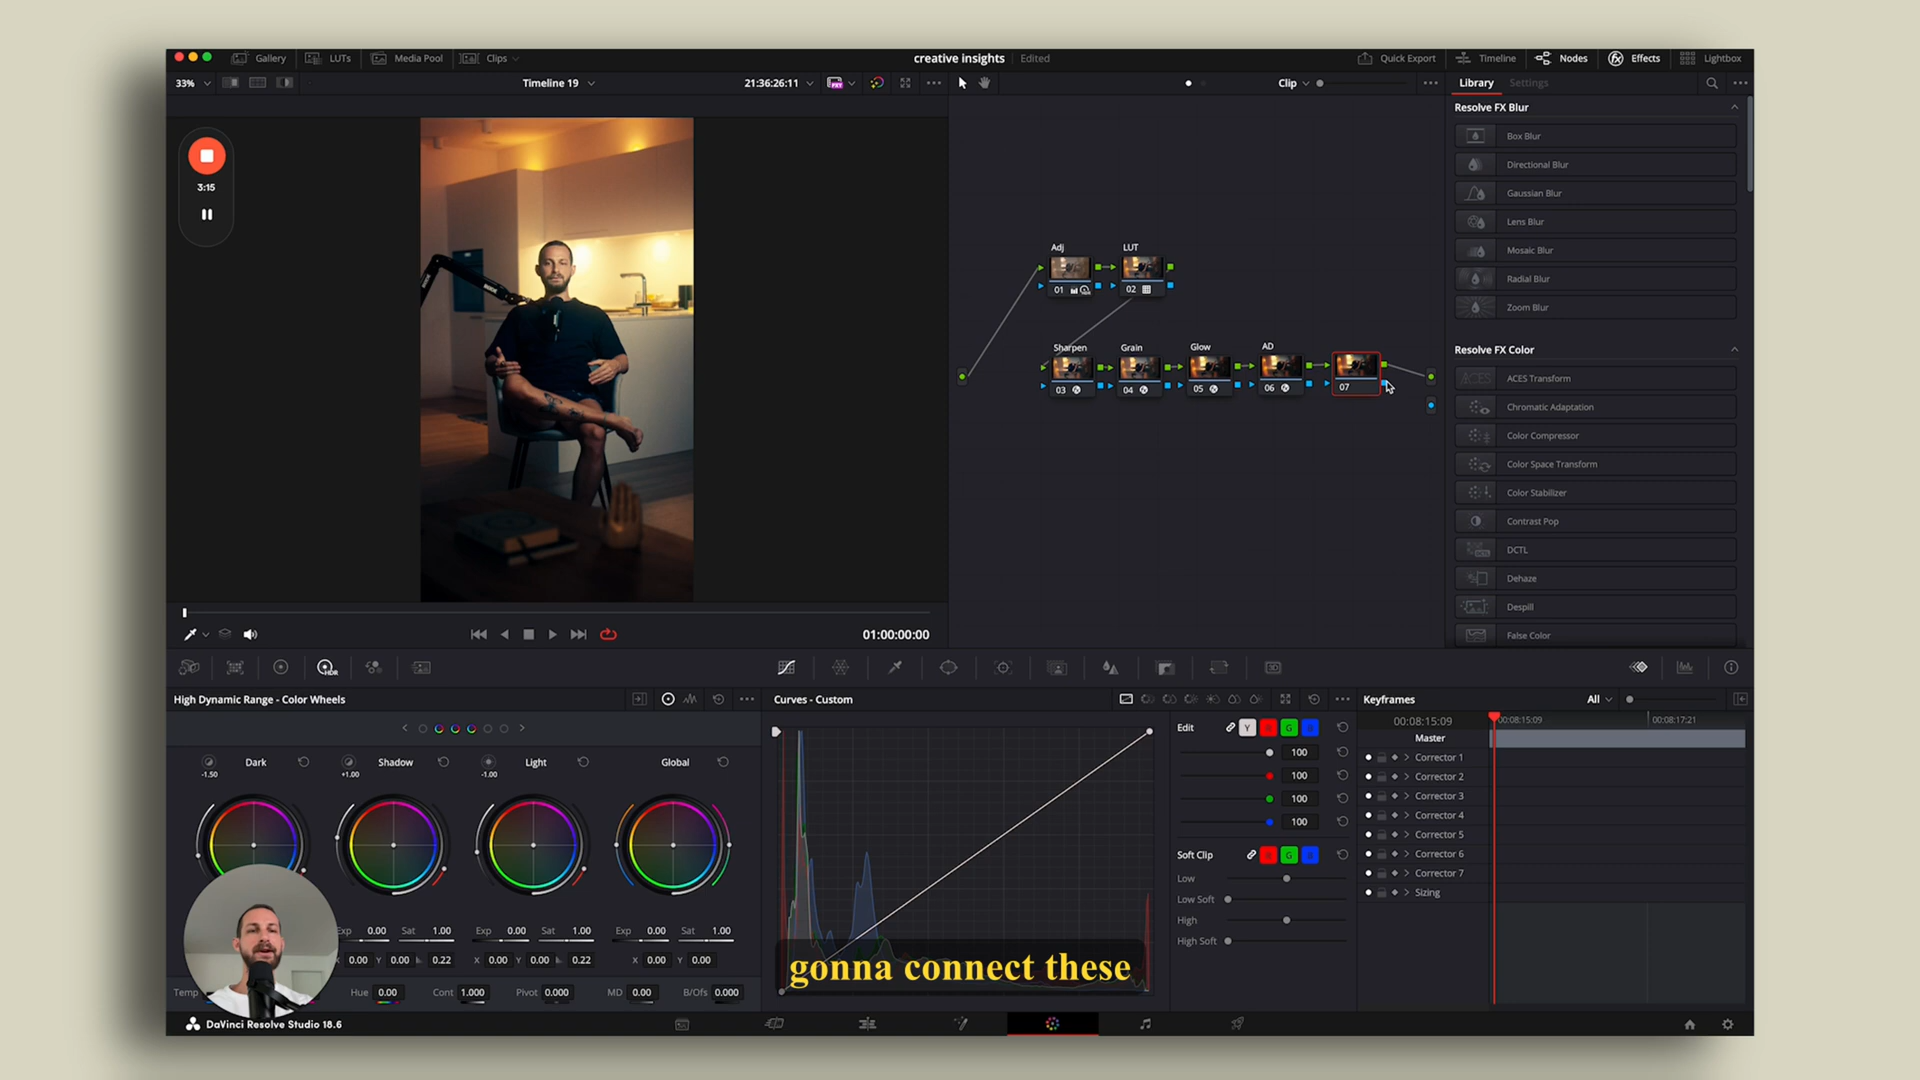 Gallery LUTs Media Pool Clips creative insights Edited Quick Export Timeline Nodes Effects Lightbox
33% Timeline 19 21:36:26:11 Clip Library Settings
Resolve FX Blur
Box Blur
Directional Blur
Gaussian Blur
Lens Blur
Mosaic Blur
Radial Blur
Zoom Blur
Resolve FX Color
ACES Transform
Chromatic Adaptation
Color Compressor
Color Space Transform
Color Stabilizer
Contrast Pop
DCTL
Dehaze
Despill
False Color
3:15
Adj LUT
01 02
Sharpen Grain Glow AD
03 04 05 06 07
01:00:00:00
High Dynamic Range - Color Wheels
-1.50 Dark +1.00 Shadow -1.00 Light Global
Exp 0.00 Sat 1.00 Exp 0.00 Sat 1.00 Exp 0.00 Sat 1.00
0.00 Y 0.00 0.22 X 0.00 Y 0.00 0.22 X 0.00 Y 0.00
Temp Hue 0.00 Cont 1.000 Pivot 0.000 MD 0.00 B/Ofs 0.000
Curves - Custom
Edit Y
100
100
100
100
Soft Clip G
Low
Low Soft
High
High Soft
gonna connect these
Keyframes All
00:08:15:09 00:08:15:09 00:08:17:21
Master
Corrector 1
Corrector 2
Corrector 3
Corrector 4
Corrector 5
Corrector 6
Corrector 7
Sizing
DaVinci Resolve Studio 18.6